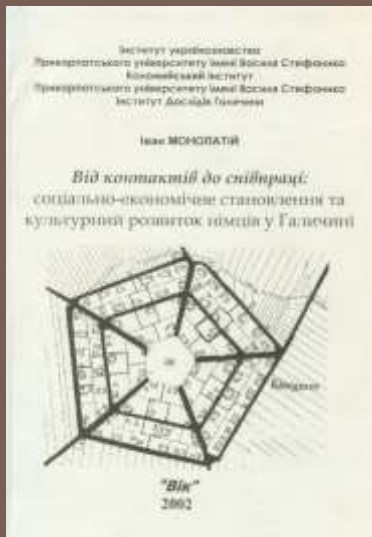 Інститут українознавства
Прикарпатського університету імені Василя Стефаника
Коломийський інститут
Прикарпатського університету імені Василя Стефаника
Інститут Дослідів Галичини
Іван МОНОЛАТІЙ
Від контактів до співпраці:
соціально-економічне становлення та
культурний розвиток німців у Галичині
"Вік"
2002